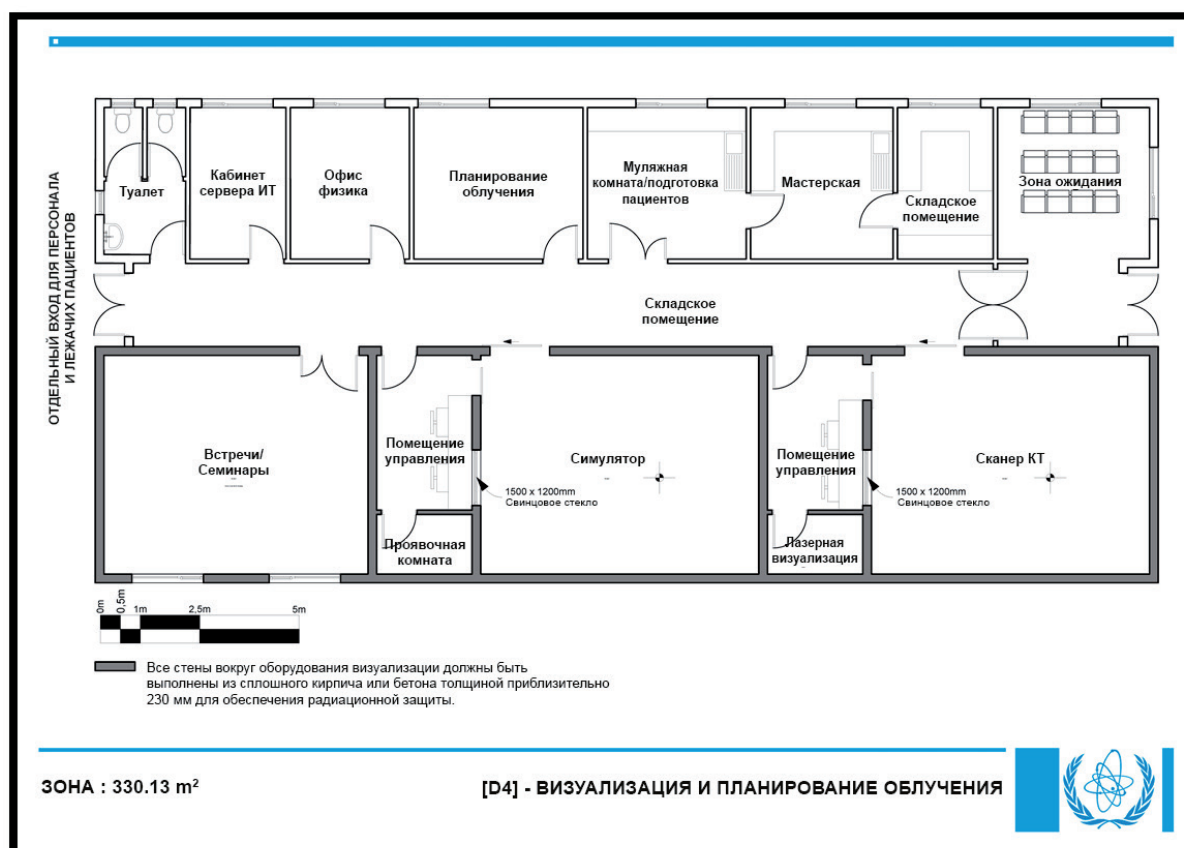 ОТДЕЛЬНЫЙ ВХОД ДЛЯ ПЕРСОНАЛА
И ЛЕЖАЧИХ ПАЦИЕНТОВ
Туалет
Кабинет
сервера ИТ
Офис
физика
Планирование
облучения
Муляжная
комната/подготовка
пациентов
Мастерская
Складское
помещение
Зона ожидания
Складское
помещение
Встречи/
Семинары
Помещение
управления
1500 x 1200mm
Свинцовое стекло
Проявочная
комната
Симулятор
Помещение
управления
1500 x 1200mm
Свинцовое стекло
Лазерная
визуализация
Сканер КТ
0m
0,5m
1m
2,5m
5m
Все стены вокруг оборудования визуализации должны быть
выполнены из сплошного кирпича или бетона толщиной приблизительно
230 мм для обеспечения радиационной защиты.
ЗОНА : 330.13 m²
[D4] - ВИЗУАЛИЗАЦИЯ И ПЛАНИРОВАНИЕ ОБЛУЧЕНИЯ